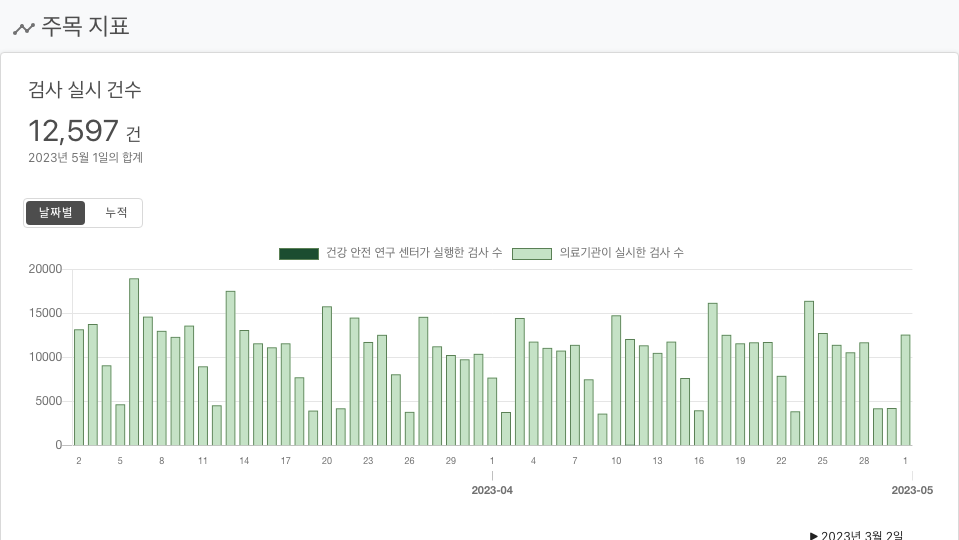 주목 지표
검사 실시 건수
12,597 건
2023년 5월 1일의 합계
날짜별 누적
건강 안전 연구 센터가 실행한 검사 수 의료기관이 실시한 검사 수
20000
15000
10000
5000
0
2 5 8 11 14 17 20 23 26 29 1 4 7 10 13 16 19 22 25 28 1
2023-04 2023-05
▶ 2023년 3월 2일